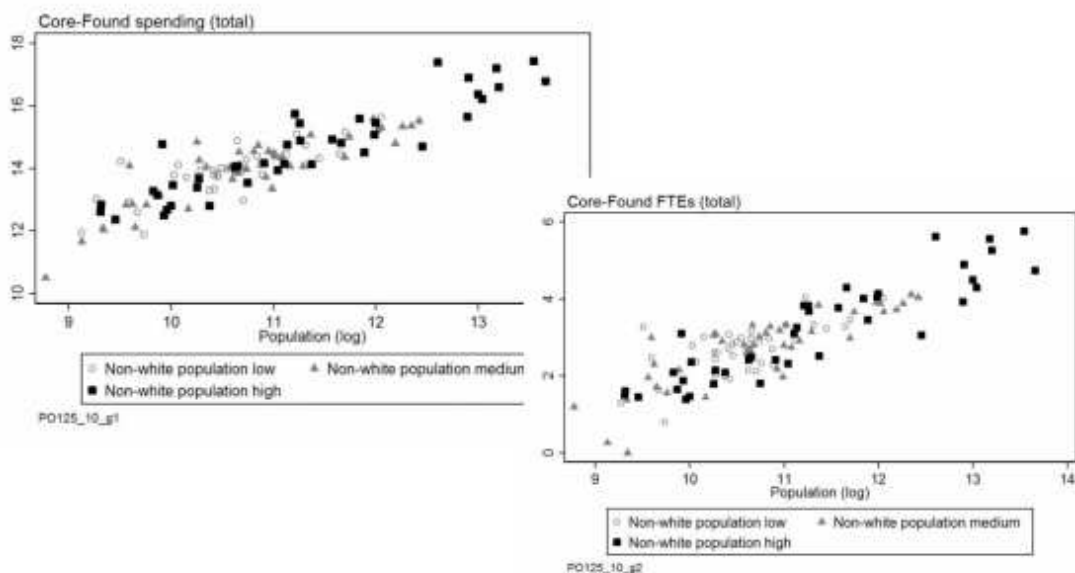 Core-Found spending (total)
18
16
14
12
10
9 10 11 12 13
Population (log)
Non-white population low Non-white population medium
Non-white population high
PO125_10_g1
Core-Found FTEs (total)
6
4
2
0
9 10 11 12 13 14
Population (log)
Non-white population low Non-white population medium
Non-white population high
PO125_10_g2